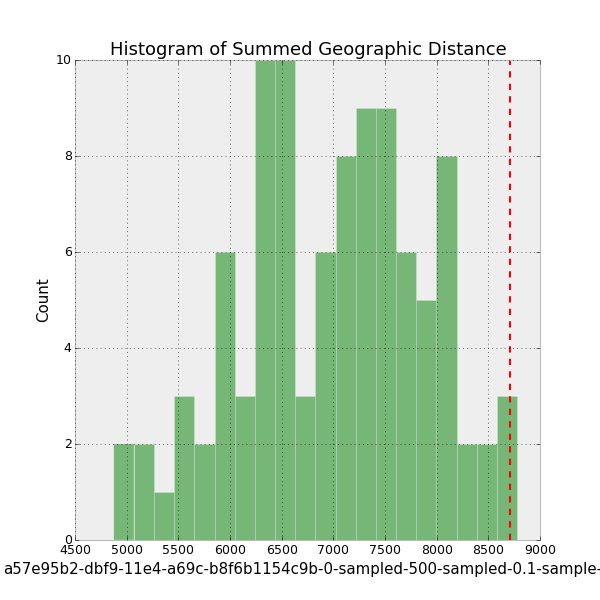 Histogram of Summed Geographic Distance
10
8
6
4
2
0
Count
4500 5000 5500 6000 6500 7000 7500 8000 8500 9000
a57e95b2-dbf9-11e4-a69c-b8f6b1154c9b-0-sampled-500-sampled-0.1-sample-